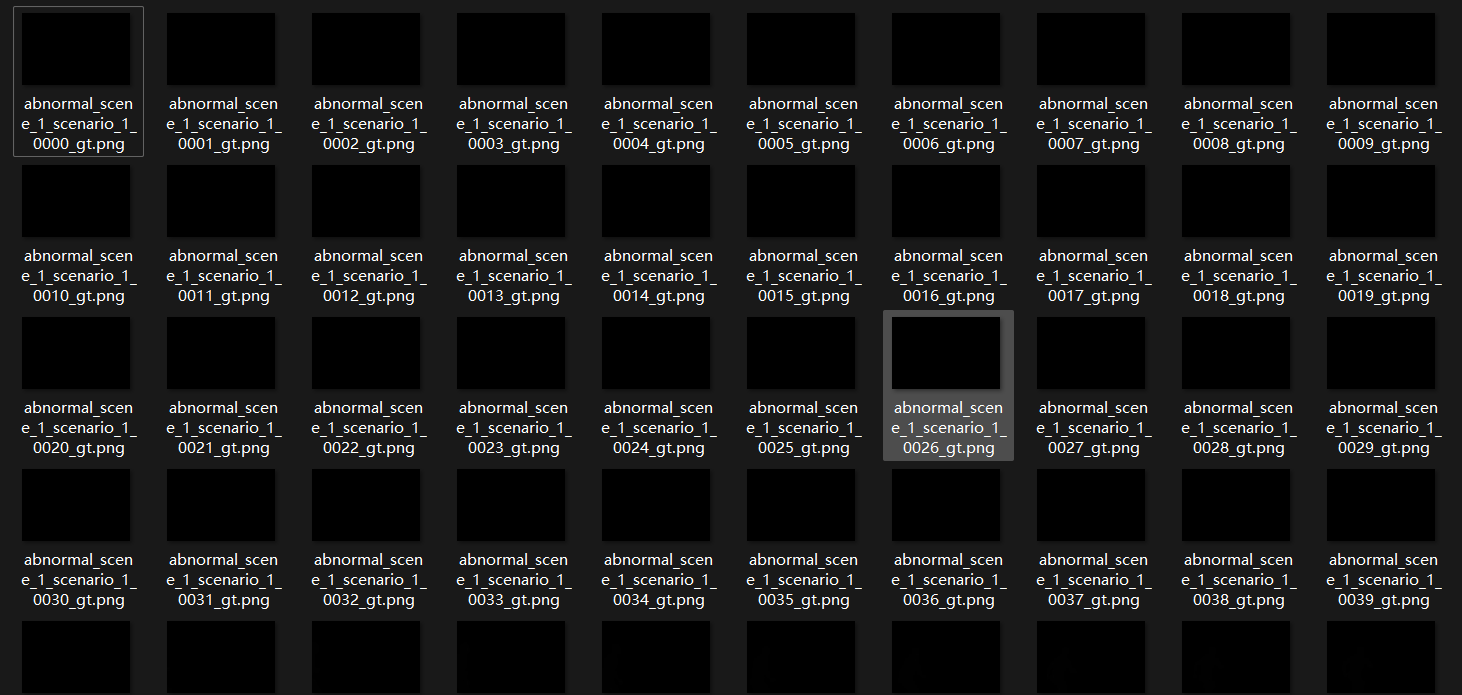 abnormal_scen abnormal_scen abnormal_scen abnormal_scen abnormal_scen abnormal_scen abnormal_scen abnormal_scen abnormal_scen abnormal_scen
e_1_scenario_1_ e_1_scenario_1_ e_1_scenario_1_ e_1_scenario_1_ e_1_scenario_1_ e_1_scenario_1_ e_1_scenario_1_ e_1_scenario_1_ e_1_scenario_1_ e_1_scenario_1_
0000_gt.png 0001_gt.png 0002_gt.png 0003_gt.png 0004_gt.png 0005_gt.png 0006_gt.png 0007_gt.png 0008_gt.png 0009_gt.png
abnormal_scen abnormal_scen abnormal_scen abnormal_scen abnormal_scen abnormal_scen abnormal_scen abnormal_scen abnormal_scen abnormal_scen
e_1_scenario_1_ e_1_scenario_1_ e_1_scenario_1_ e_1_scenario_1_ e_1_scenario_1_ e_1_scenario_1_ e_1_scenario_1_ e_1_scenario_1_ e_1_scenario_1_ e_1_scenario_1_
0010_gt.png 0011_gt.png 0012_gt.png 0013_gt.png 0014_gt.png 0015_gt.png 0016_gt.png 0017_gt.png 0018_gt.png 0019_gt.png
abnormal_scen abnormal_scen abnormal_scen abnormal_scen abnormal_scen abnormal_scen abnormal_scen abnormal_scen abnormal_scen abnormal_scen
e_1_scenario_1_ e_1_scenario_1_ e_1_scenario_1_ e_1_scenario_1_ e_1_scenario_1_ e_1_scenario_1_ e_1_scenario_1_ e_1_scenario_1_ e_1_scenario_1_ e_1_scenario_1_
0020_gt.png 0021_gt.png 0022_gt.png 0023_gt.png 0024_gt.png 0025_gt.png 0026_gt.png 0027_gt.png 0028_gt.png 0029_gt.png
abnormal_scen abnormal_scen abnormal_scen abnormal_scen abnormal_scen abnormal_scen abnormal_scen abnormal_scen abnormal_scen abnormal_scen
e_1_scenario_1_ e_1_scenario_1_ e_1_scenario_1_ e_1_scenario_1_ e_1_scenario_1_ e_1_scenario_1_ e_1_scenario_1_ e_1_scenario_1_ e_1_scenario_1_ e_1_scenario_1_
0030_gt.png 0031_gt.png 0032_gt.png 0033_gt.png 0034_gt.png 0035_gt.png 0036_gt.png 0037_gt.png 0038_gt.png 0039_gt.png